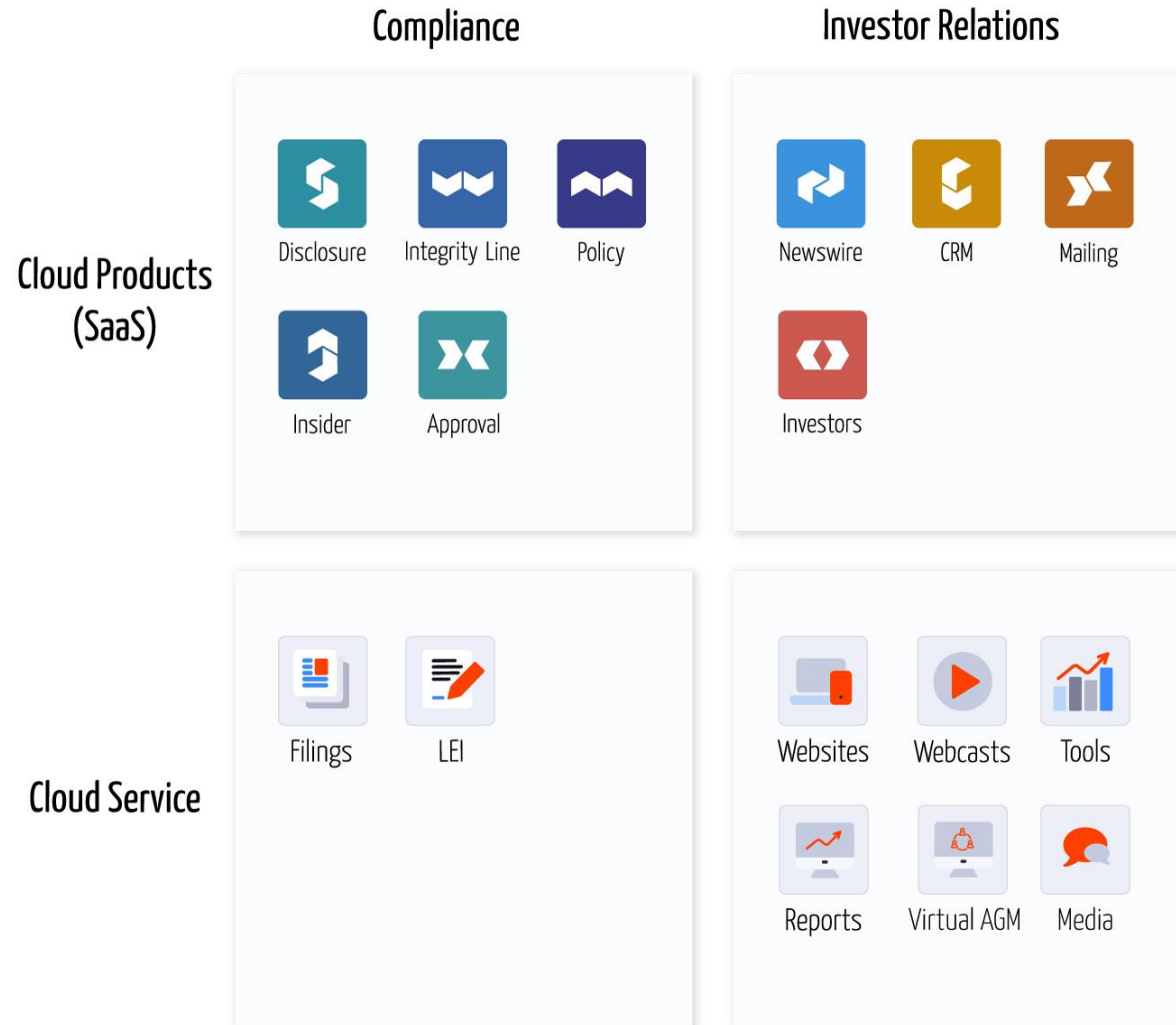 Compliance
Investor Relations
Cloud Products
(SaaS)
Disclosure
Integrity Line
Policy
Newswire
CRM
Mailing
Insider
Approval
Investors
Cloud Service
Filings
LEI
Websites
Webcasts
Tools
Reports
Virtual AGM
Media